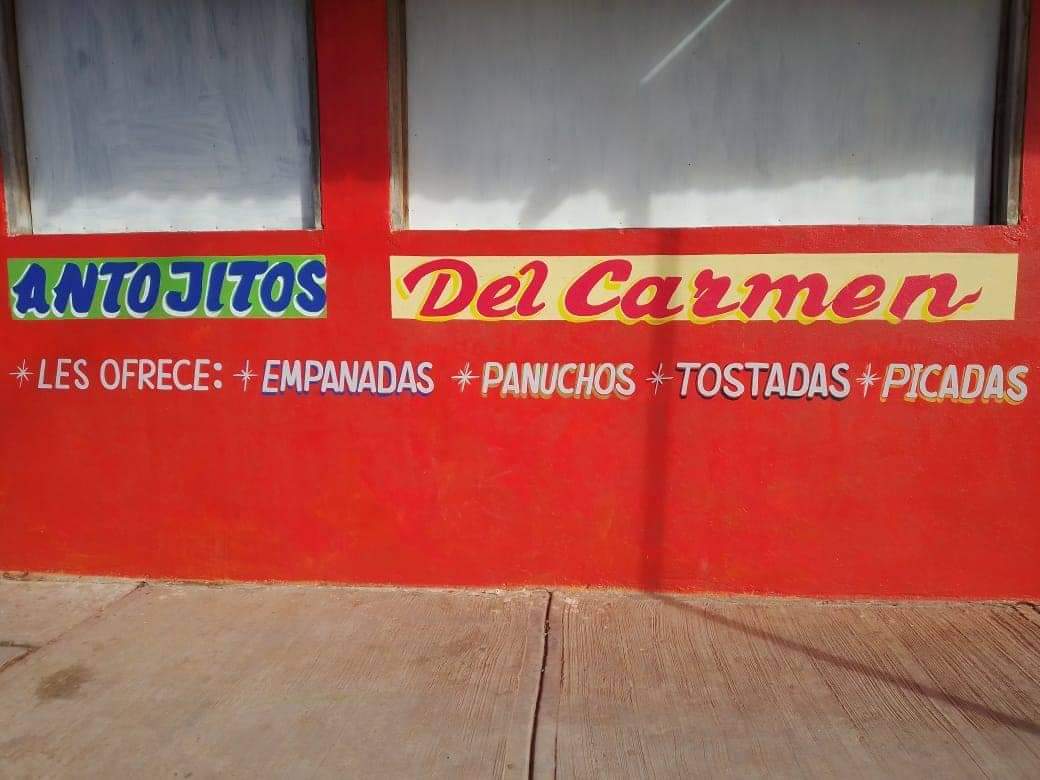 ANTOJITOS Del Carmen
*LES OFRECE: *EMPANADAS *PANUCHOS *TOSTADAS *PICADAS